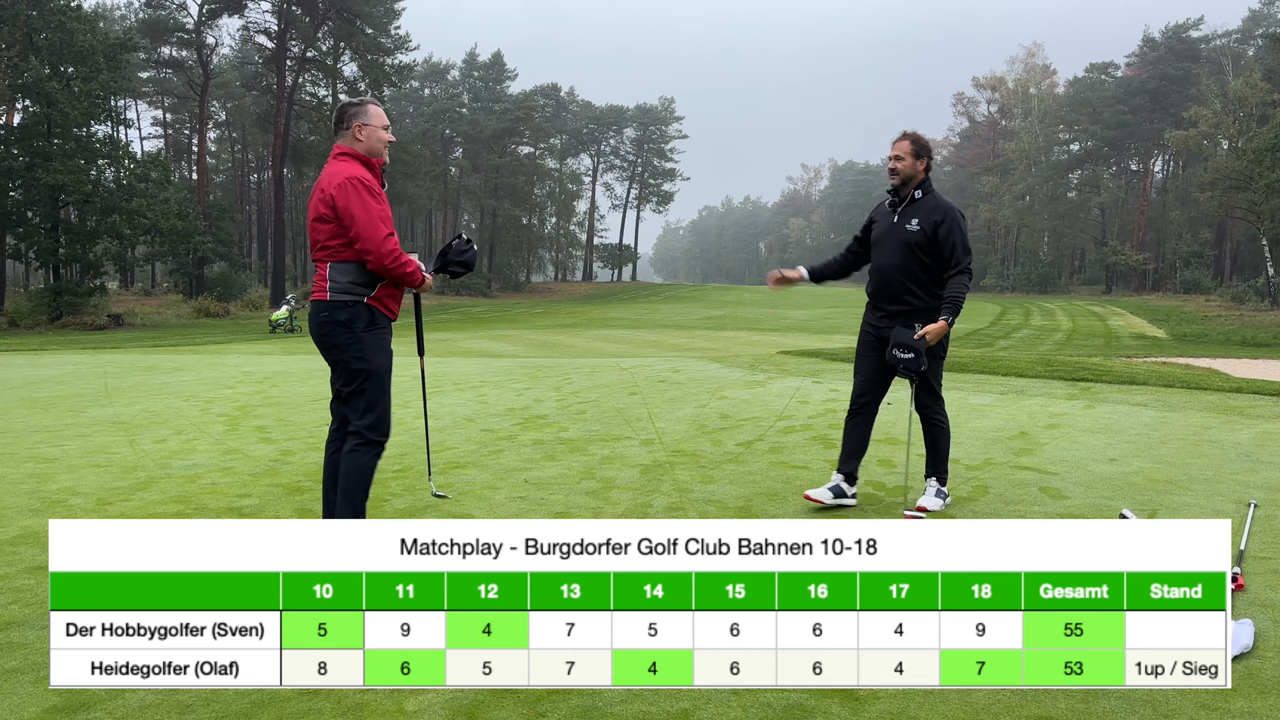 Matchplay - Burgdorfer Golf Club Bahnen 10-18
10 11 12 13 14 15 16 17 18 Gesamt Stand
Der Hobbygolfer (Sven) 5 9 4 7 5 6 6 4 9 55
Heidegolfer (Olaf) 8 6 5 7 4 6 6 4 7 53 1up / Sieg